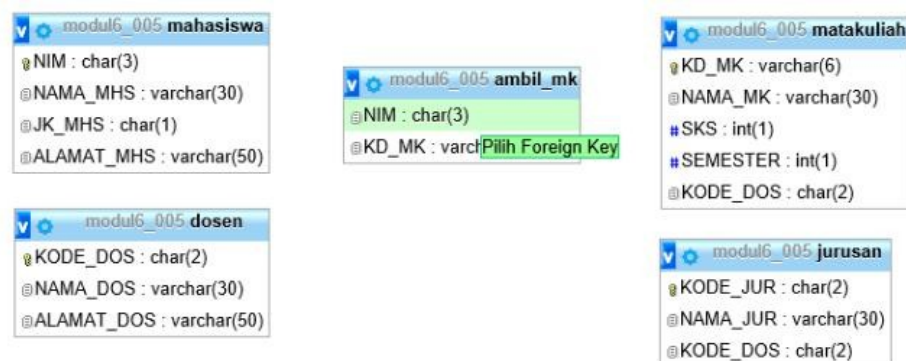 modul6_005 mahasiswa
NIM : char(3)
NAMA_MHS : varchar(30)
JK_MHS : char(1)
ALAMAT_MHS : varchar(50)
modul6_005 dosen
KODE_DOS : char(2)
NAMA_DOS : varchar(30)
ALAMAT_DOS : varchar(50)
modul6_005 ambil_mk
NIM : char(3)
KD_MK : varch
Pilih Foreign Key
modul6_005 matakuliah
KD_MK : varchar(6)
NAMA_MK : varchar(30)
# SKS : int(1)
# SEMESTER : int(1)
KODE_DOS : char(2)
modul6_005 jurusan
KODE_JUR : char(2)
NAMA_JUR : varchar(30)
KODE_DOS : char(2)